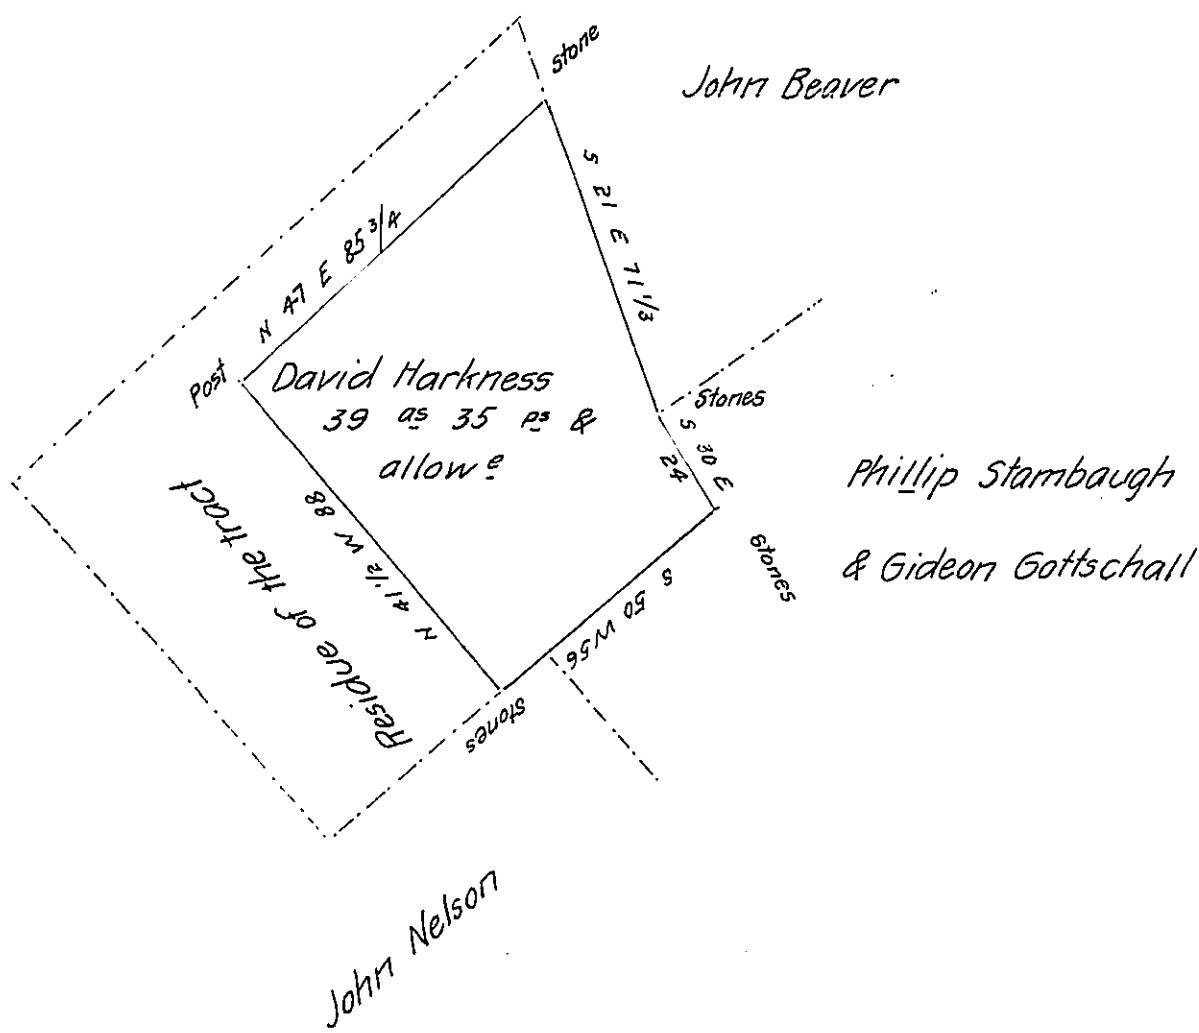 stone
John Beaver
S 21 E 71 1/3
N 47 E 85 3/4
Post
David Harkness
39 as 35 ps &
allowe
Stones
S 30 E
24
Phillip Stambaugh
& Gideon Gottschall
stones
S 50 W 56
N 41 1/2 W 88
Residue of the tract
stones
John Nelson